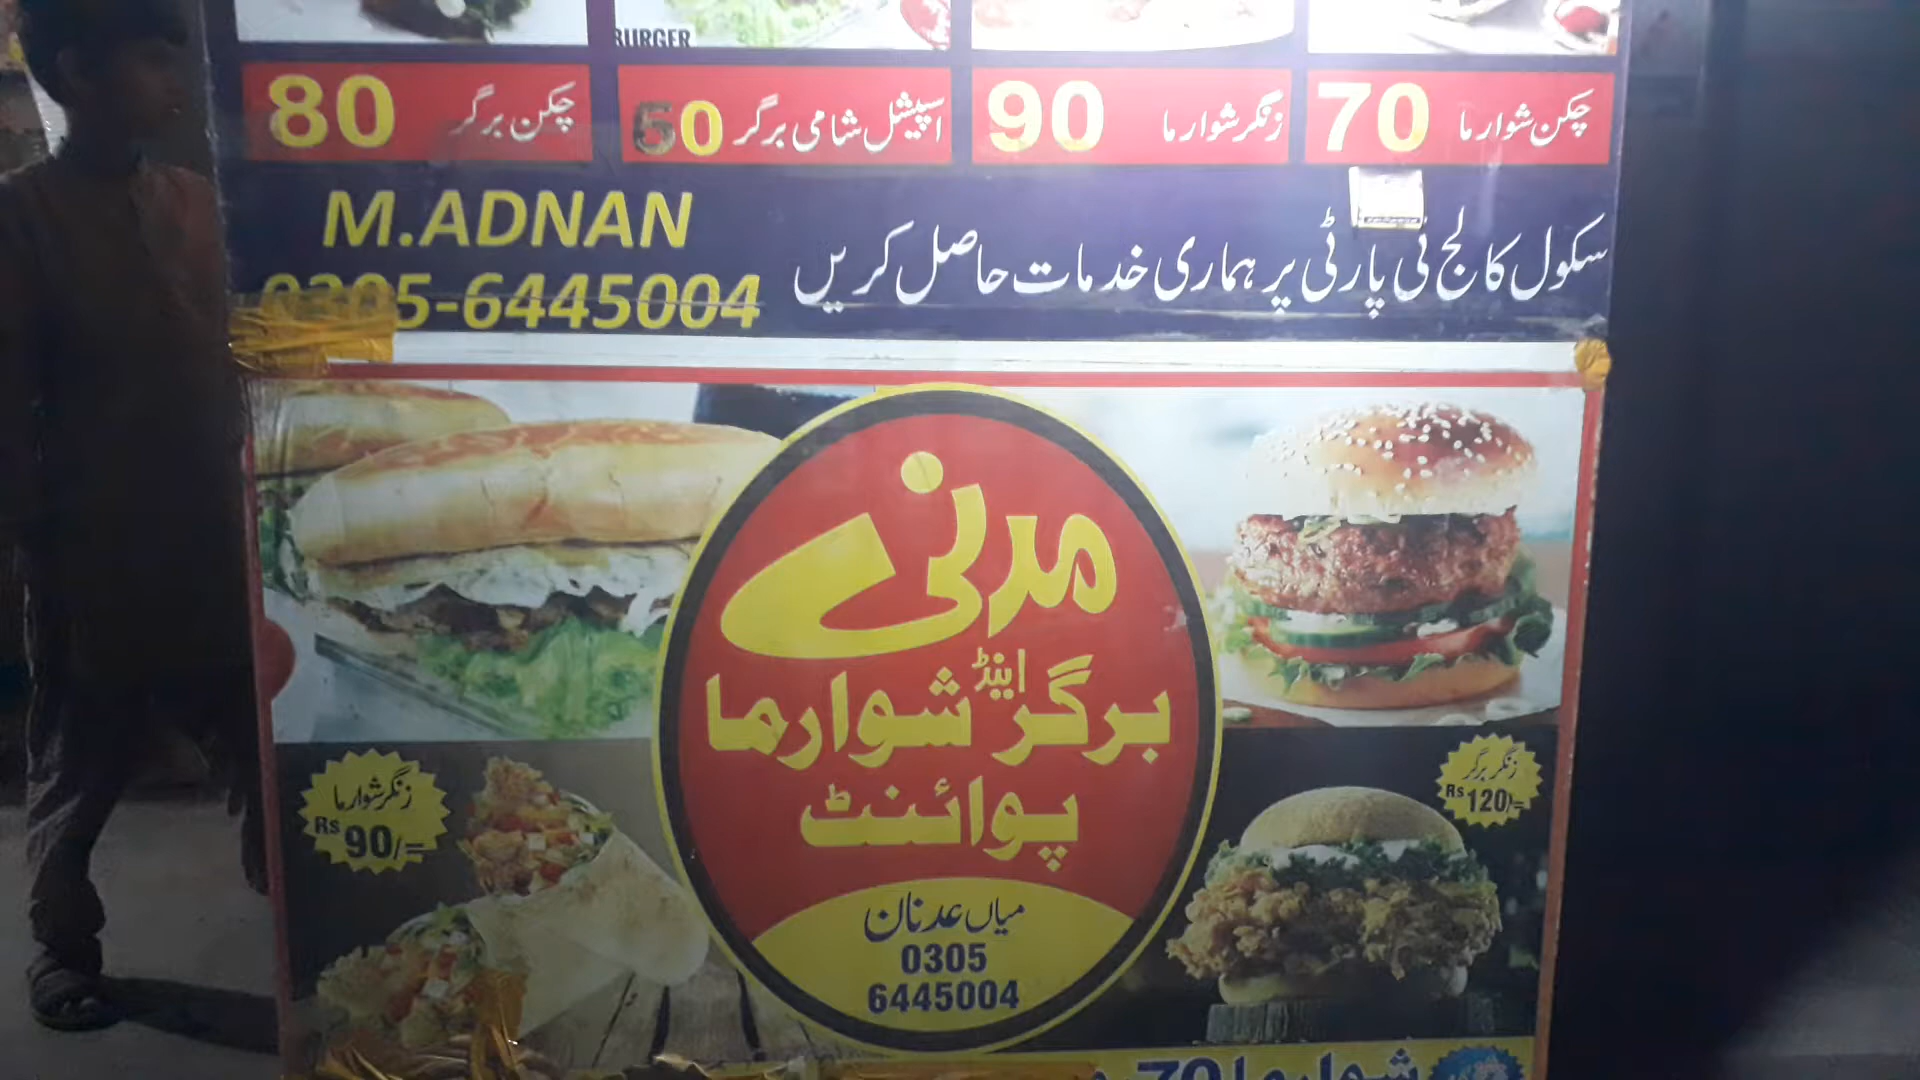 BURGER
چکن برگر 80
اسپیشل شامی برگر 50
زنگر شوارما 90
چکن شوارما 70
M.ADNAN
0305-6445004
سکول کالج ٹی پارٹی پر ہماری خدمات حاصل کریں
مدنی
برگر اینڈ شوارما
پوائنٹ
میاں عدنان
0305
6445004
زنگر شوارما
Rs 90/=
زنگر برگر
Rs 120/=
شوارما 70